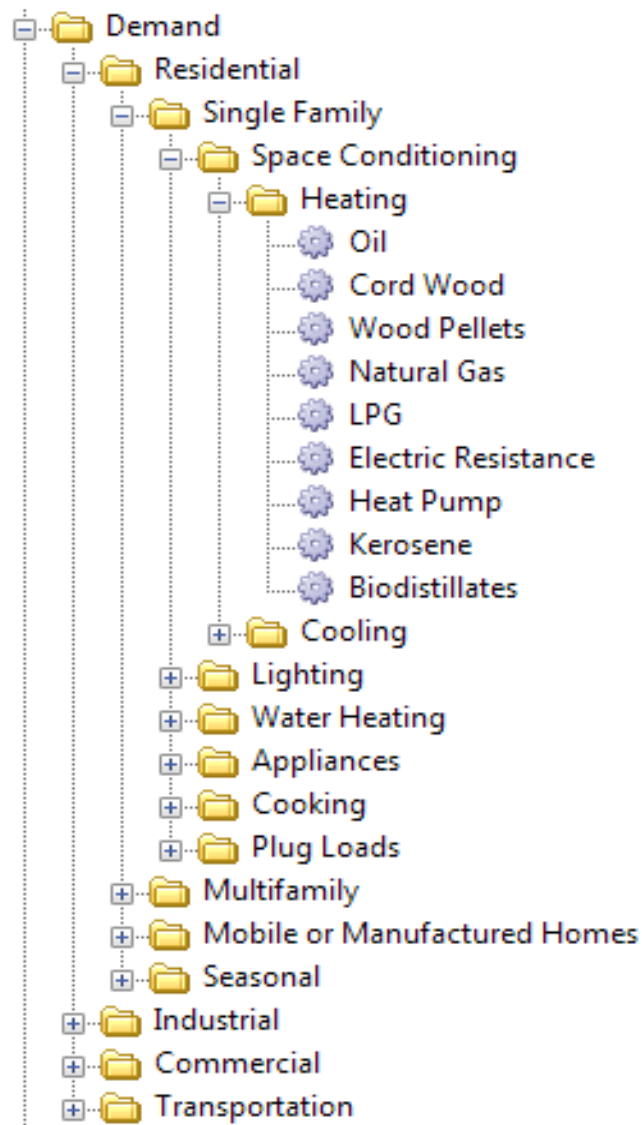 Demand
Residential
Single Family
Space Conditioning
Heating
Oil
Cord Wood
Wood Pellets
Natural Gas
LPG
Electric Resistance
Heat Pump
Kerosene
Biodistillates
Cooling
Lighting
Water Heating
Appliances
Cooking
Plug Loads
Multifamily
Mobile or Manufactured Homes
Seasonal
Industrial
Commercial
Transportation